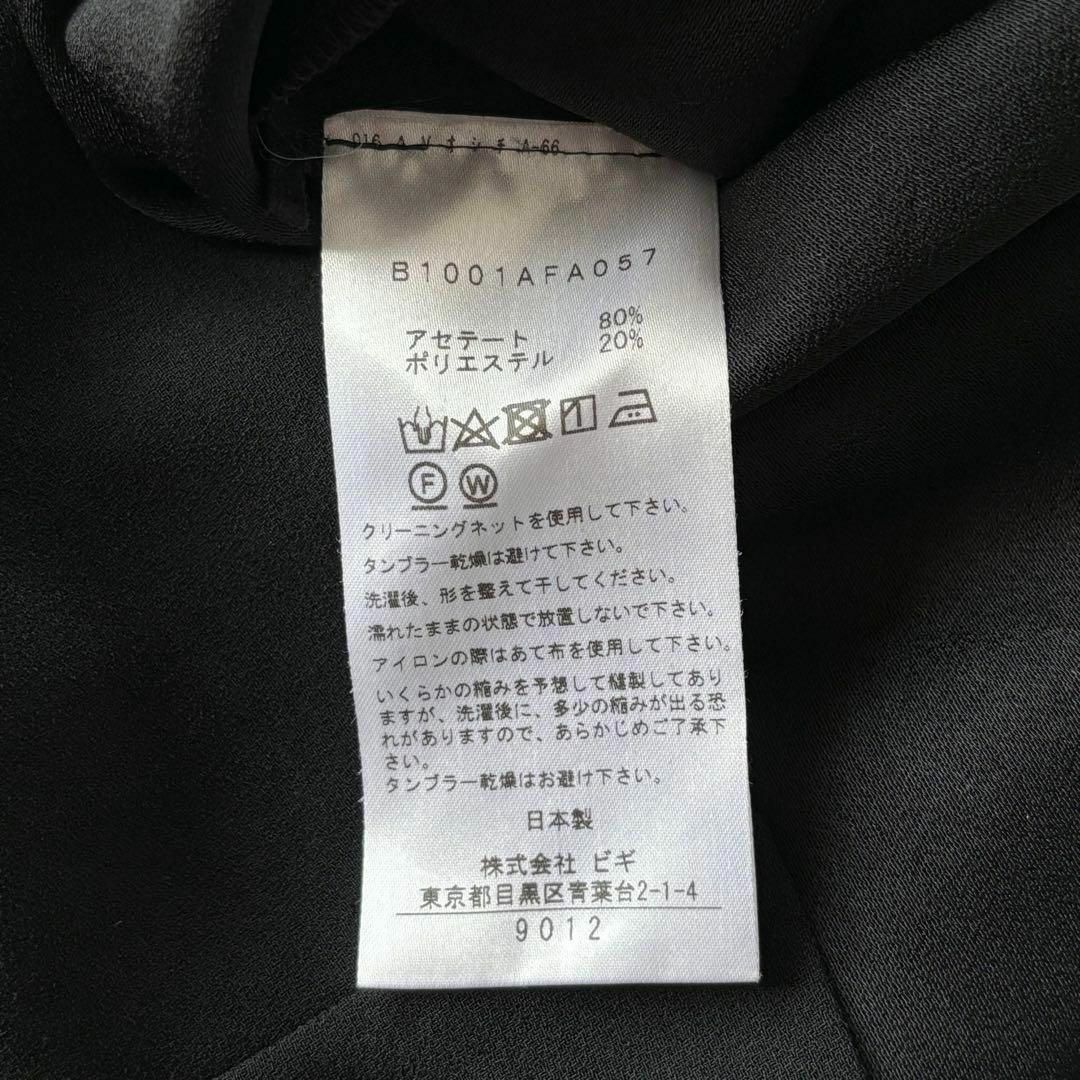 B1001AFA057
アセテート 80%
ポリエステル 20%
F W
クリーニングネットを使用して下さい。
タンブラー乾燥は避けて下さい。
洗濯後、形を整えて干してください。
濡れたままの状態で放置しないで下さい。
アイロンの際はあて布を使用して下さい。
いくらかの縮みを予想して縫製してあり
ますが、洗濯後に、多少の縮みが出る恐
れがありますので、あらかじめご了承下
さい。
タンブラー乾燥はお避け下さい。
日本製
株式会社 ビギ
東京都目黒区青葉台2-1-4
9012